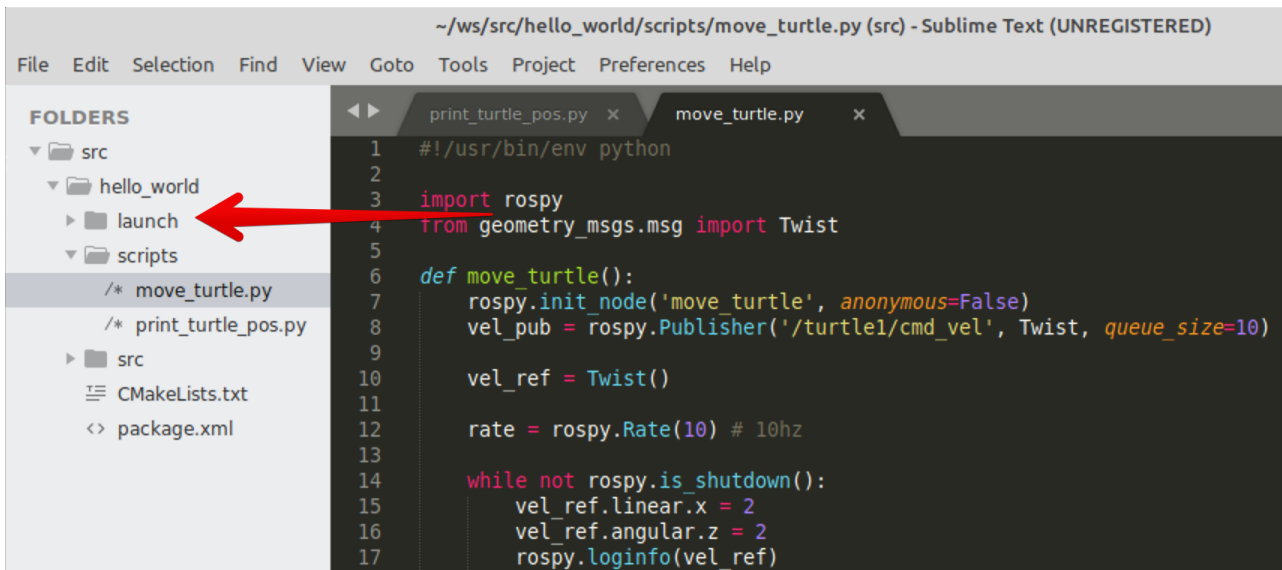 ~/ws/src/hello_world/scripts/move_turtle.py (src) - Sublime Text (UNREGISTERED)
File Edit Selection Find View Goto Tools Project Preferences Help
FOLDERS
src
hello_world
launch
scripts
/* move_turtle.py
/* print_turtle_pos.py
src
CMakeLists.txt
<> package.xml
print_turtle_pos.py × move_turtle.py ×
1 #!/usr/bin/env python
2
3 import rospy
4 from geometry_msgs.msg import Twist
5
6 def move_turtle():
7 rospy.init_node('move_turtle', anonymous=False)
8 vel_pub = rospy.Publisher('/turtle1/cmd_vel', Twist, queue_size=10)
9
10 vel_ref = Twist()
11
12 rate = rospy.Rate(10) # 10hz
13
14 while not rospy.is_shutdown():
15 vel_ref.linear.x = 2
16 vel_ref.angular.z = 2
17 rospy.loginfo(vel_ref)